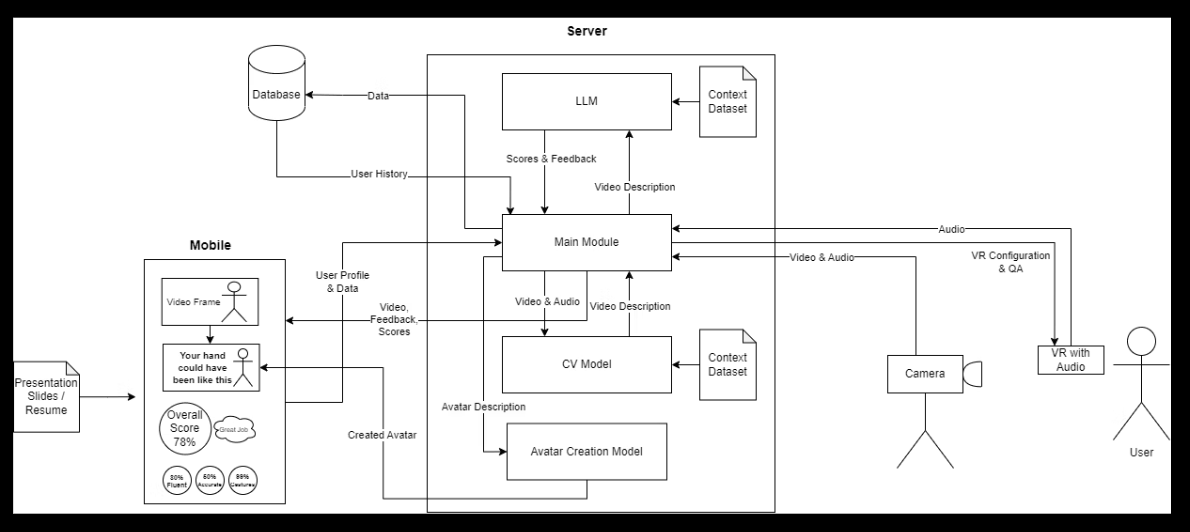 Server
Database
Data
LLM
Context
Dataset
Scores & Feedback
User History
Video Description
Main Module
Audio
Mobile
VR Configuration
& QA
Video & Audio
User Profile
& Data
Video Frame
Video,
Feedback,
Scores
Video & Audio
Video Description
Your hand
could have
been like this
CV Model
Context
Dataset
VR with
Audio
Camera
Presentation
Slides /
Resume
Avatar Description
Overall
Score
78%
Great Job
Created Avatar
Avatar Creation Model
User
80%
Fluent
60%
Accurate
99%
Gestures